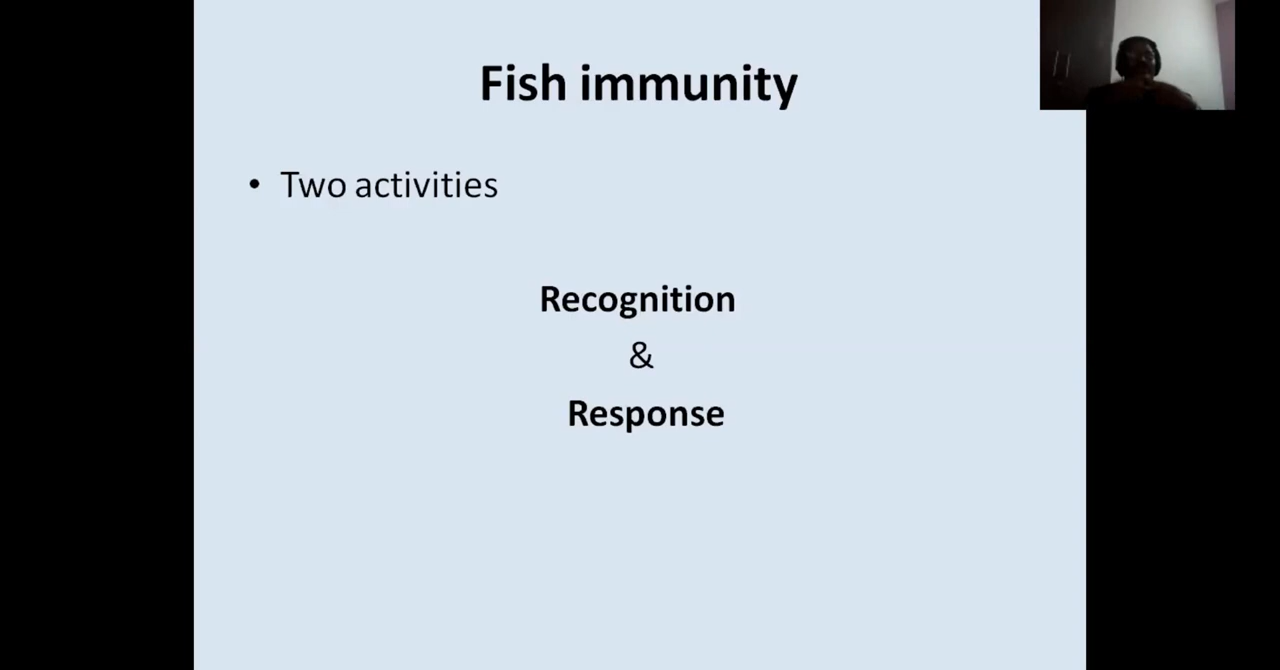 Fish immunity
• Two activities
Recognition
&
Response